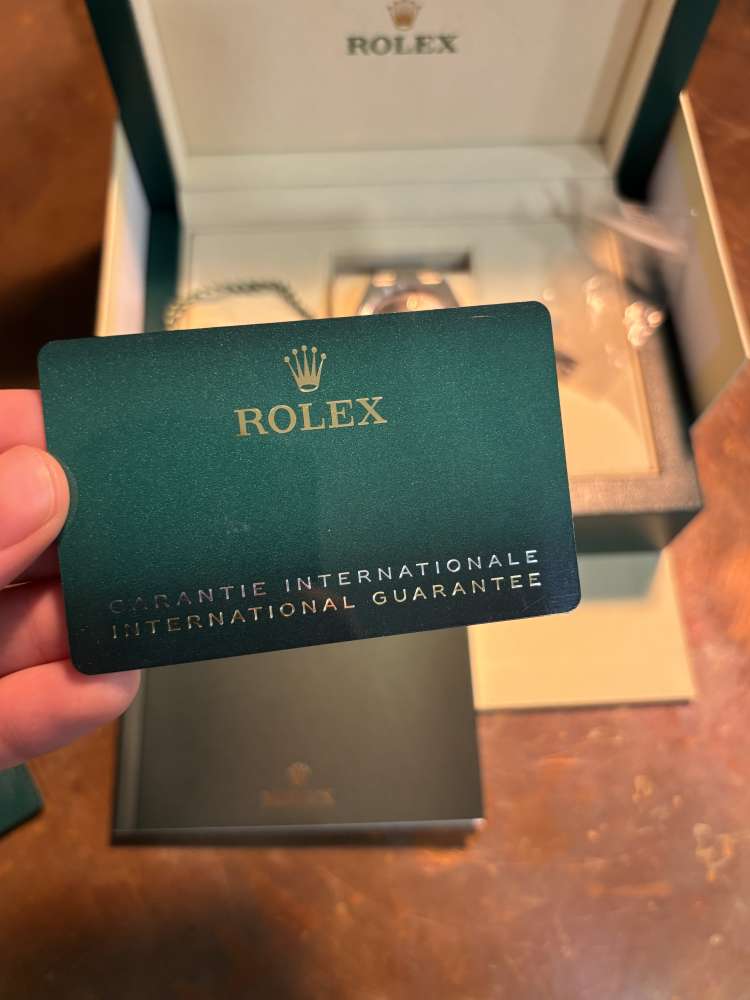 ROLEX
ROLEX
GARANTIE INTERNATIONALE
INTERNATIONAL GUARANTEE
ROLEX